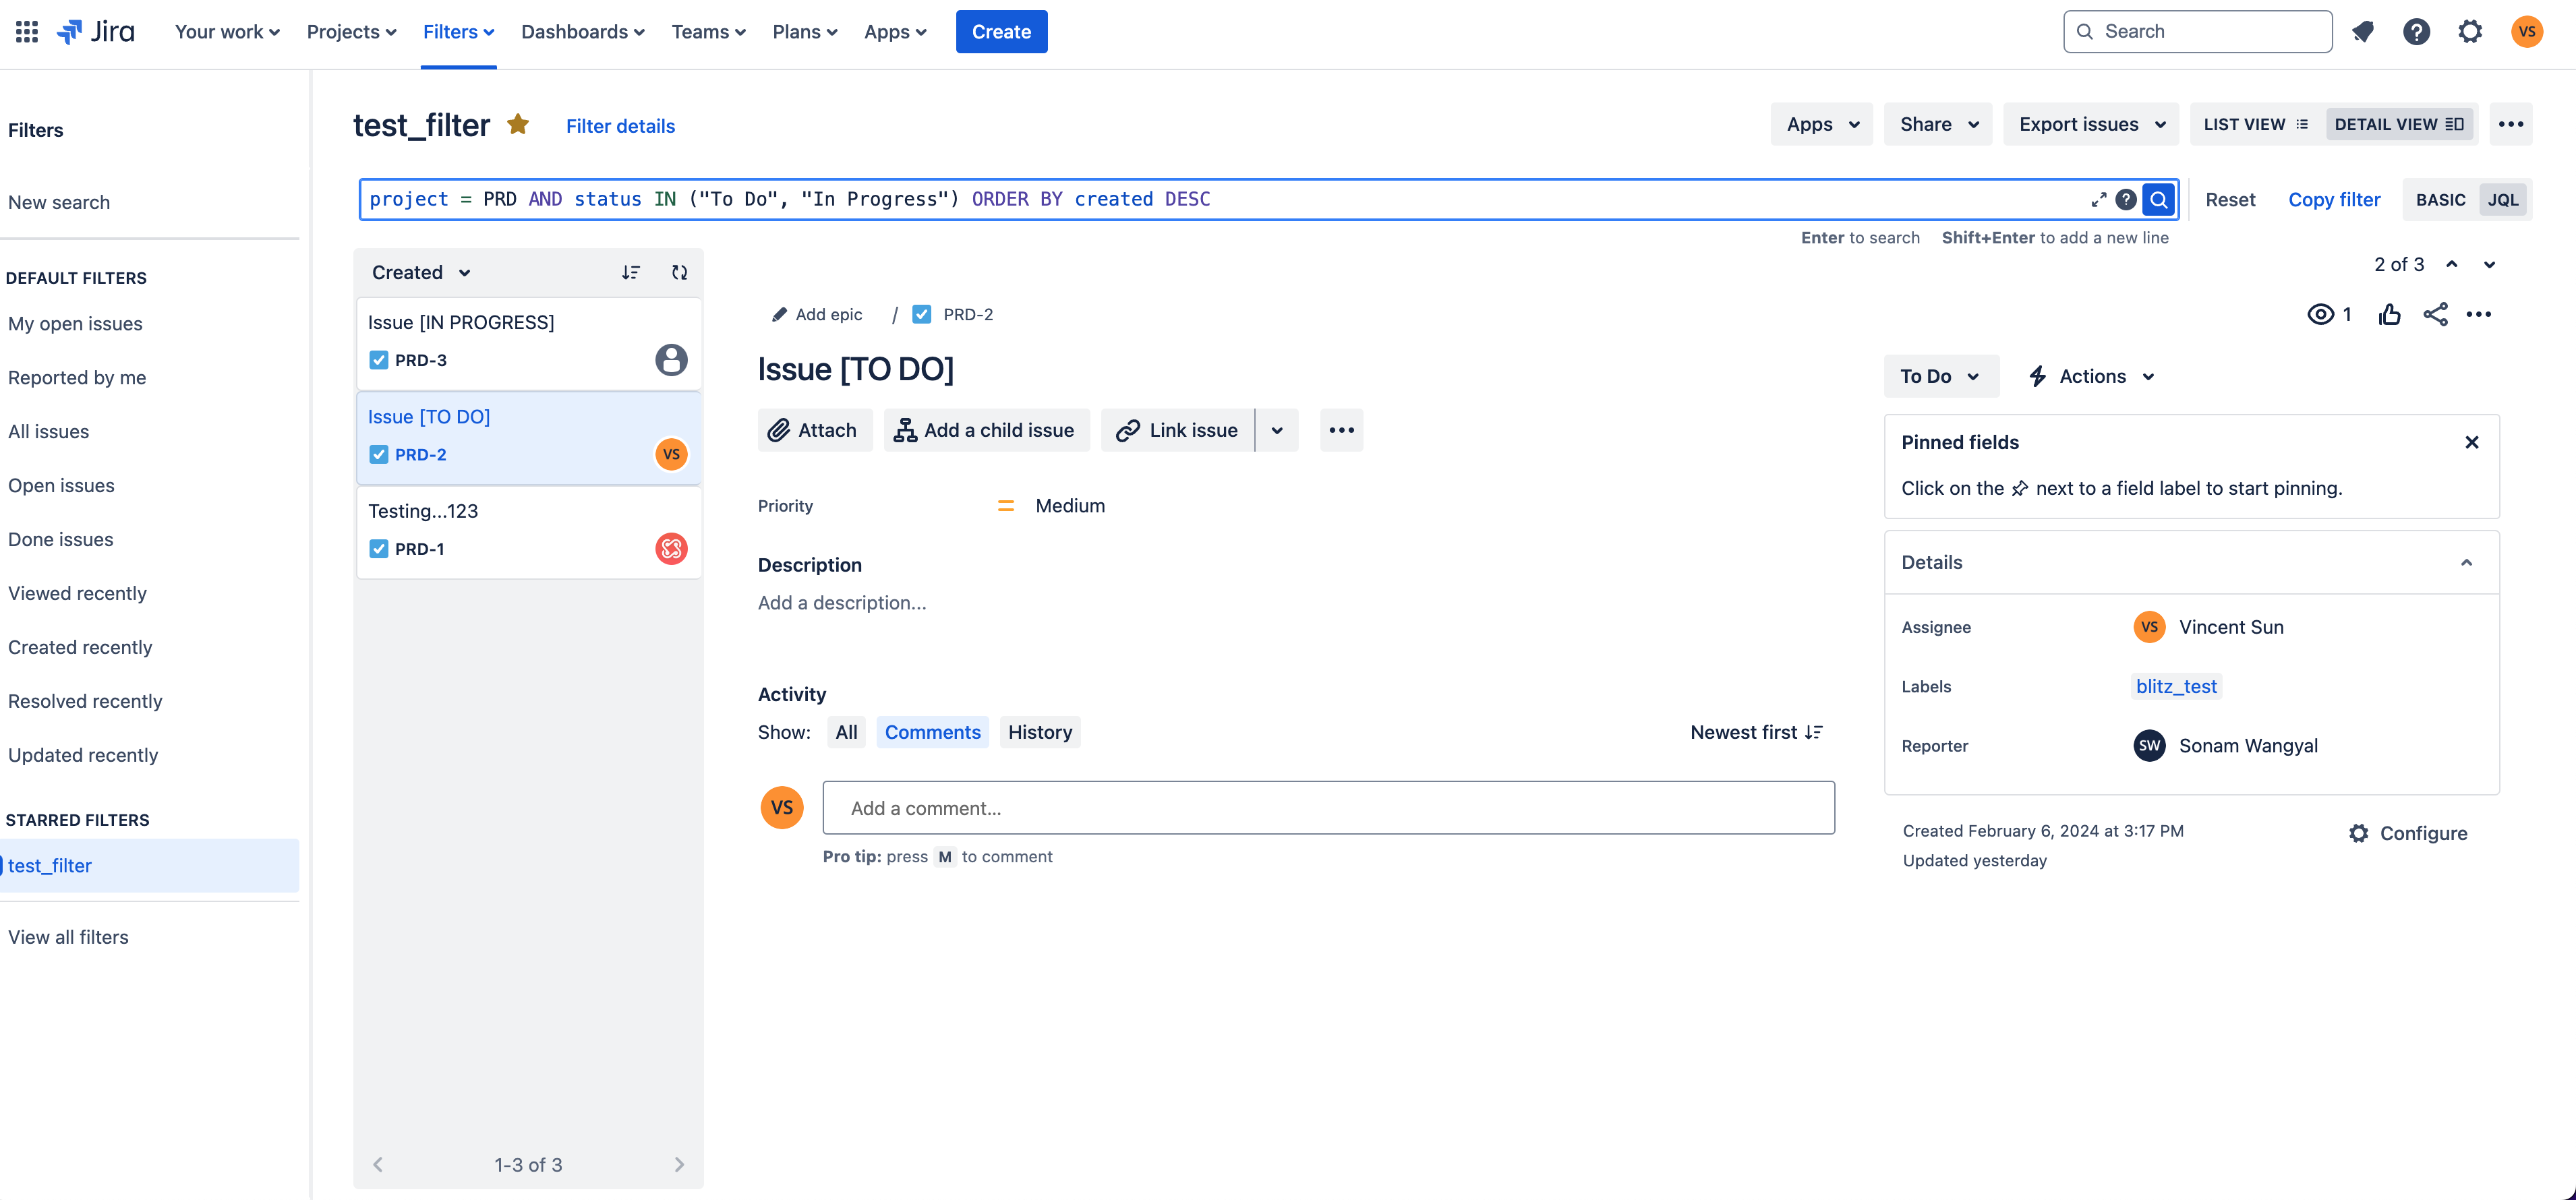 Jira
Your work
Projects
Filters
Dashboards
Teams
Plans
Apps
Create
Search
VS
Filters
New search
DEFAULT FILTERS
My open issues
Reported by me
All issues
Open issues
Done issues
Viewed recently
Created recently
Resolved recently
Updated recently
STARRED FILTERS
test_filter
View all filters
test_filter
Filter details
Apps
Share
Export issues
LIST VIEW
DETAIL VIEW
project = PRD AND status IN ("To Do", "In Progress") ORDER BY created DESC
Reset
Copy filter
BASIC
JQL
Enter to search
Shift+Enter to add a new line
Created
Issue [IN PROGRESS]
PRD-3
Issue [TO DO]
PRD-2
VS
Testing...123
PRD-1
1-3 of 3
2 of 3
Add epic / PRD-2
1
Issue [TO DO]
Attach
Add a child issue
Link issue
Priority
Medium
Description
Add a description...
Activity
Show:
All
Comments
History
Newest first
VS
Add a comment...
Pro tip: press M to comment
To Do
Actions
Pinned fields
Click on the next to a field label to start pinning.
Details
Assignee
VS
Vincent Sun
Labels
blitz_test
Reporter
SW
Sonam Wangyal
Created February 6, 2024 at 3:17 PM
Updated yesterday
Configure